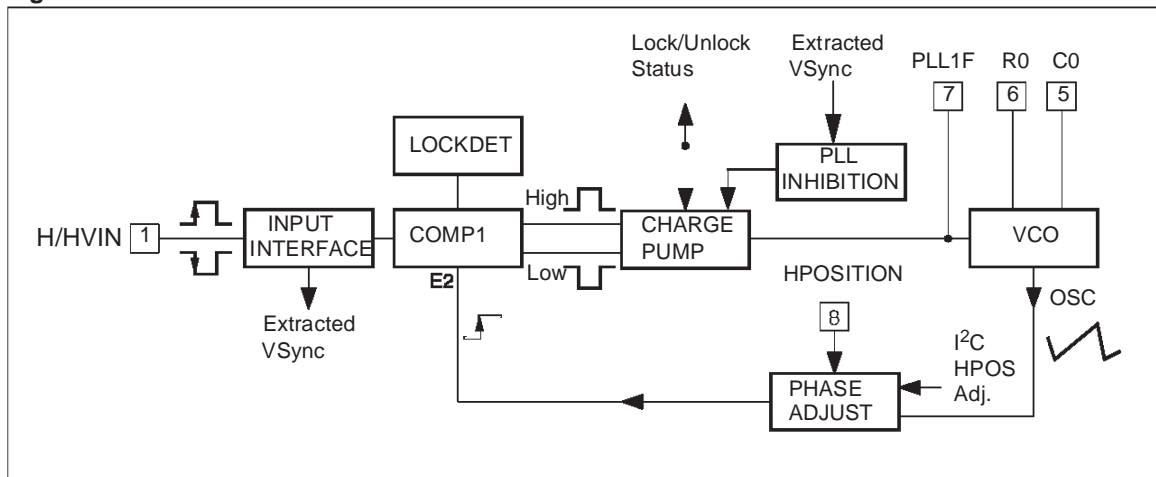 Lock/Unlock
Status
Extracted
VSync
PLL1F
R0
C0
7
6
5
LOCKDET
PLL
INHIBITION
High
H/HVIN
1
INPUT
INTERFACE
COMP1
CHARGE
PUMP
VCO
Low
E2
HPOSITION
OSC
Extracted
VSync
8
I²C
HPOS
Adj.
PHASE
ADJUST